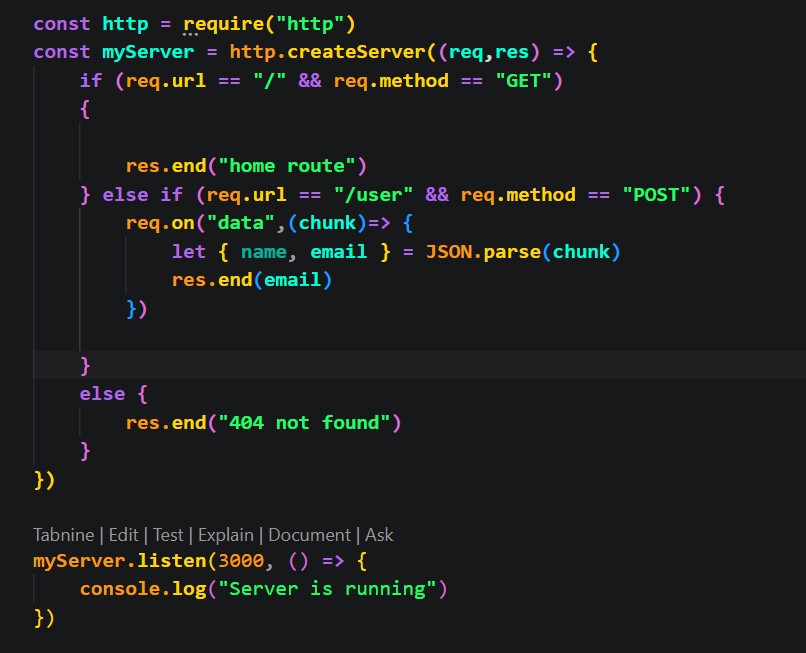 const http = require("http")
const myServer = http.createServer((req,res) => {
    if (req.url == "/" && req.method == "GET")
    {
        res.end("home route")
    } else if (req.url == "/user" && req.method == "POST") {
        req.on("data",(chunk)=> {
            let { name, email } = JSON.parse(chunk)
            res.end(email)
        })
    }
    else {
        res.end("404 not found")
    }
})
Tabnine | Edit | Test | Explain | Document | Ask
myServer.listen(3000, () => {
    console.log("Server is running")
})